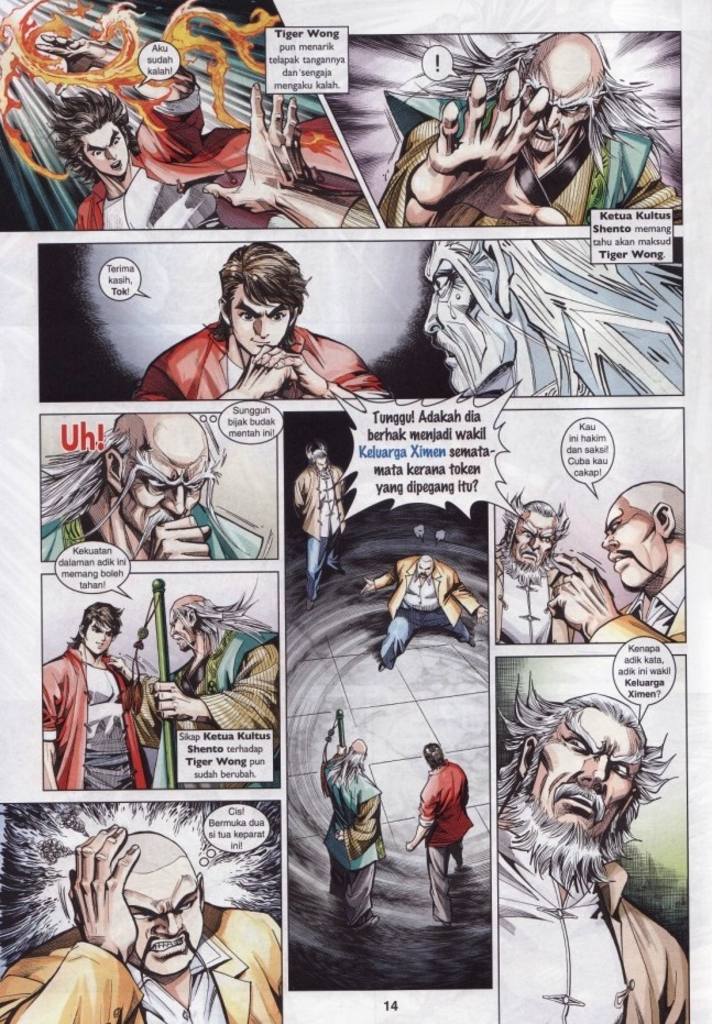 Aku
sudah
kalah!
Tiger Wong
pun menarik
telapak tangannya
dan sengaja
mengaku kalah.
!
Ketua Kultus
Shento memang
tahu akan maksud
Tiger Wong.
Terima
kasih,
Tok!
Uh!
Sungguh
bijak budak
mentah ini!
Kekuatan
dalaman adik ini
memang boleh
tahan!
Sikap Ketua Kultus
Shento terhadap
Tiger Wong pun
sudah berubah.
Tunggu! Adakah dia
berhak menjadi wakil
Keluarga Ximen semata-
mata kerana token
yang dipegang itu?
Kau
ini hakim
dan saksi!
Cuba kau
cakap!
Kenapa
adik kata,
adik ini wakil
Keluarga
Ximen?
Cis!
Bermuka dua
si tua keparat
ini!
14